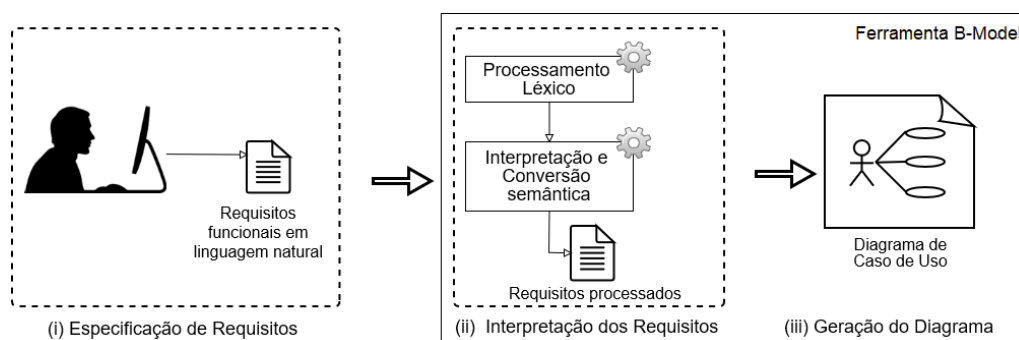 Ferramenta B-Model
Requisitos
funcionais em
linguagem natural
(i) Especificação de Requisitos
Processamento
Léxico
Interpretação e
Conversão
semântica
Requisitos processados
(ii) Interpretação dos Requisitos
Diagrama de
Caso de Uso
(iii) Geração do Diagrama